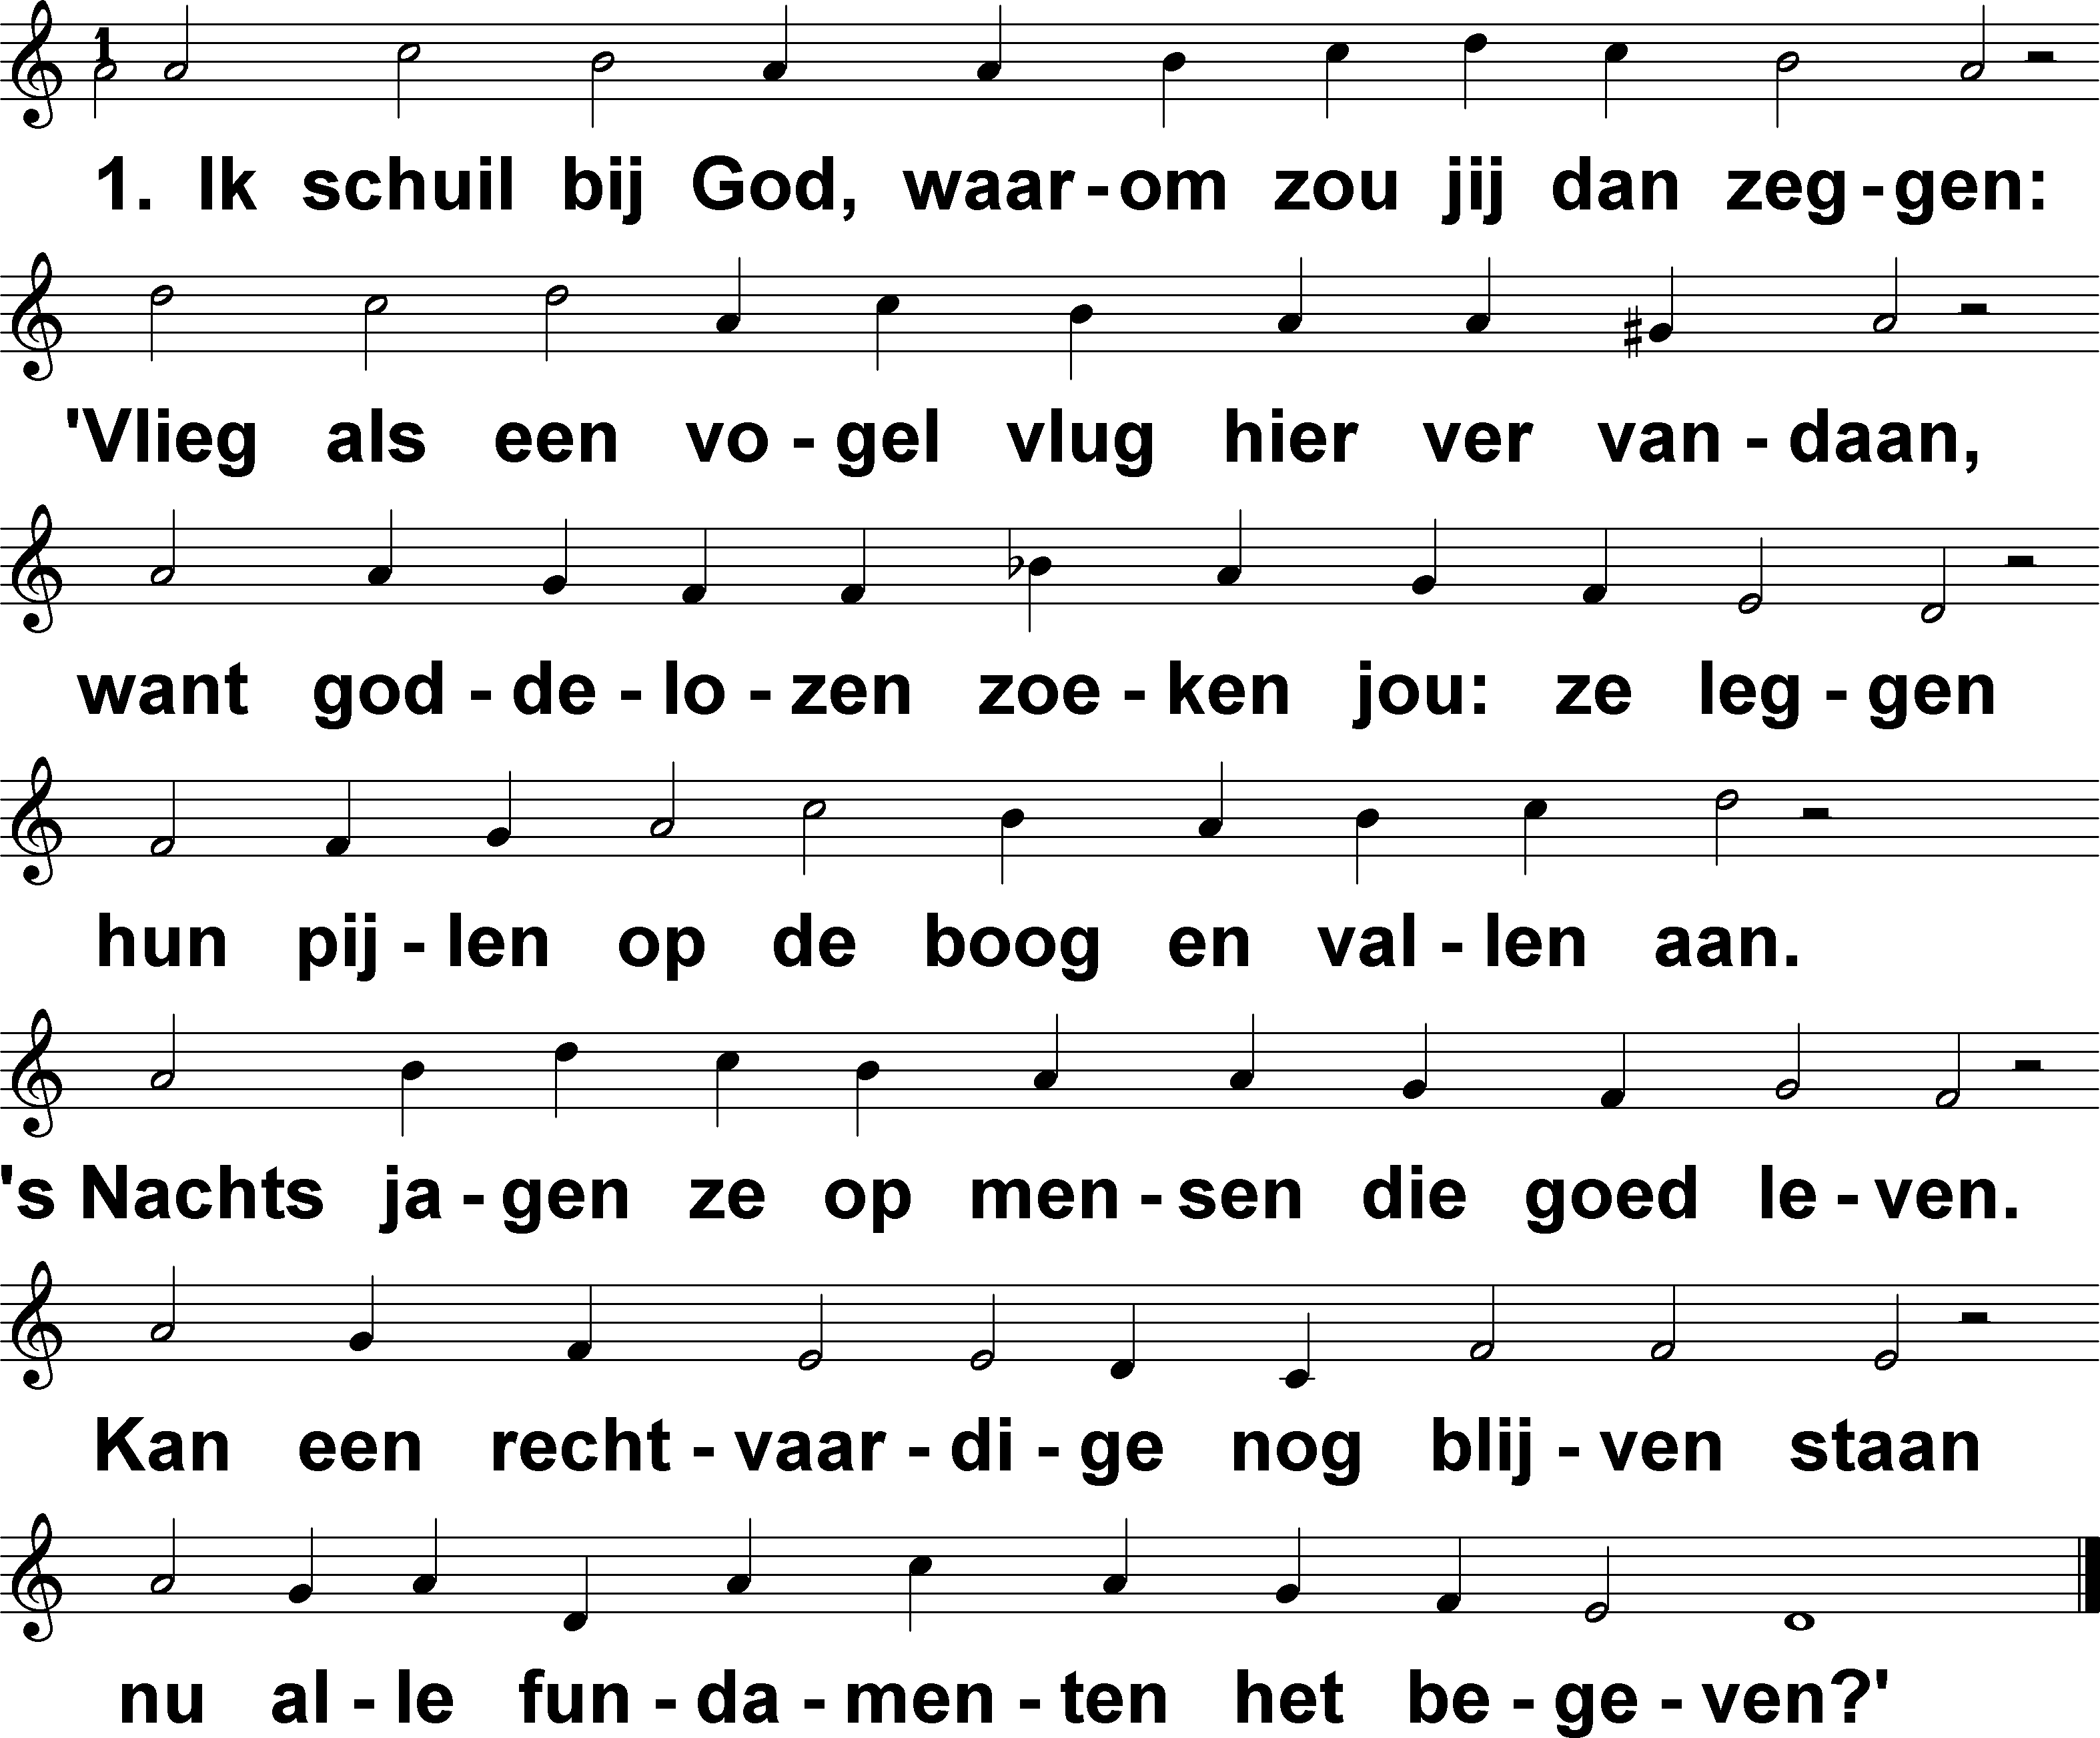 1
1. Ik schuil bij God, waar-om zou jij dan zeg-gen:
'Vlieg als een vo-gel vlug hier ver van-daan,
want god-de-lo-zen zoe-ken jou: ze leg-gen
hun pij-len op de boog en val-len aan.
's Nachts ja-gen ze op men-sen die goed le-ven.
Kan een recht-vaar-di-ge nog blij-ven staan
nu al-le fun-da-men-ten het be-ge-ven?'